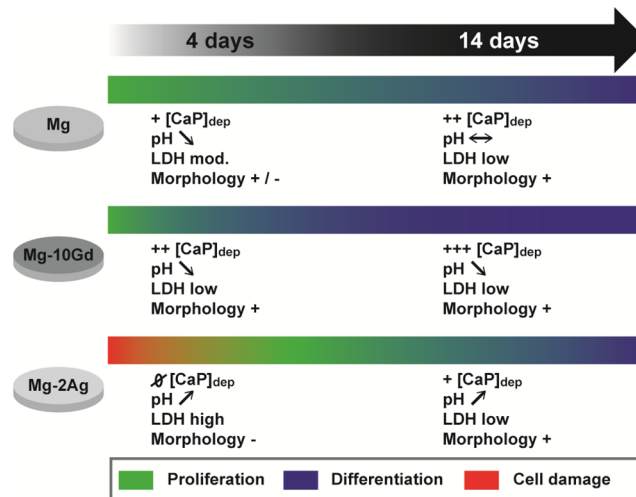 4 days 14 days
Mg
+ [CaP]dep ++ [CaP]dep
pH ↘ pH ↔
LDH mod. LDH low
Morphology + / - Morphology +
Mg-10Gd
++ [CaP]dep +++ [CaP]dep
pH ↘ pH ↘
LDH low LDH low
Morphology + Morphology +
Mg-2Ag
0̸ [CaP]dep + [CaP]dep
pH ↗ pH ↗
LDH high LDH low
Morphology - Morphology +
Proliferation Differentiation Cell damage